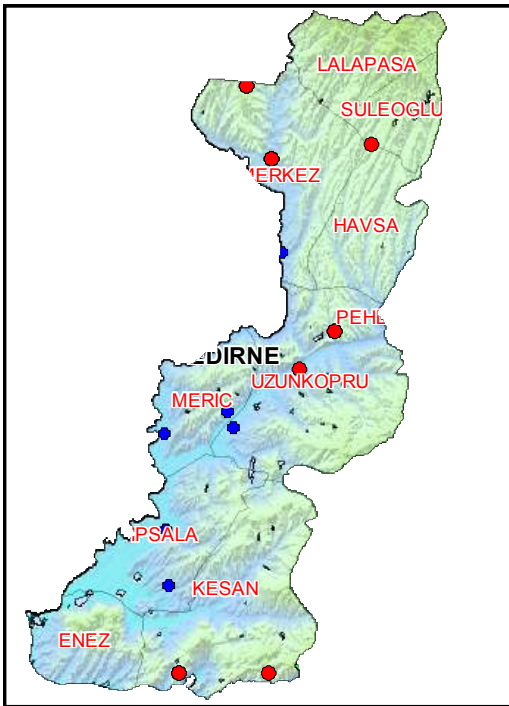 LALAPASA
SULEOGLU
MERKEZ
HAVSA
PEHL
EDIRNE
UZUNKOPRU
MERIC
IPSALA
KESAN
ENEZ